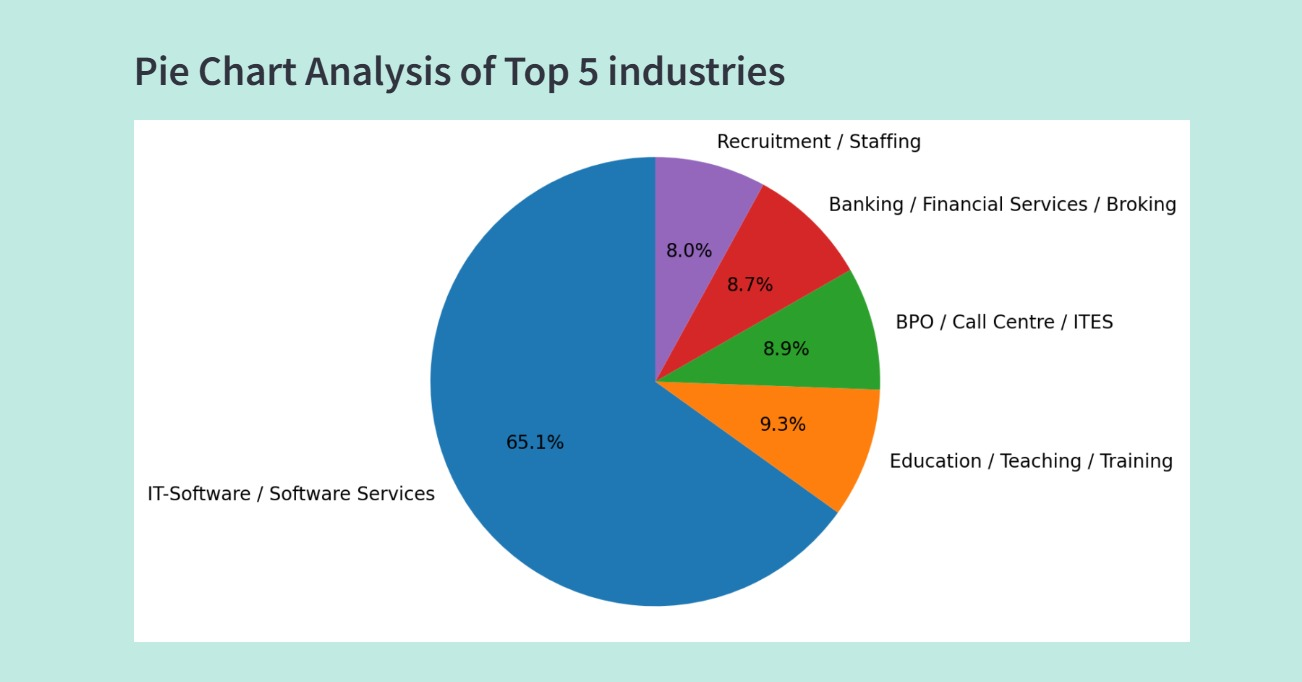 Pie Chart Analysis of Top 5 industries
Recruitment / Staffing
Banking / Financial Services / Broking
8.0%
8.7%
BPO / Call Centre / ITES
8.9%
9.3%
65.1%
Education / Teaching / Training
IT-Software / Software Services